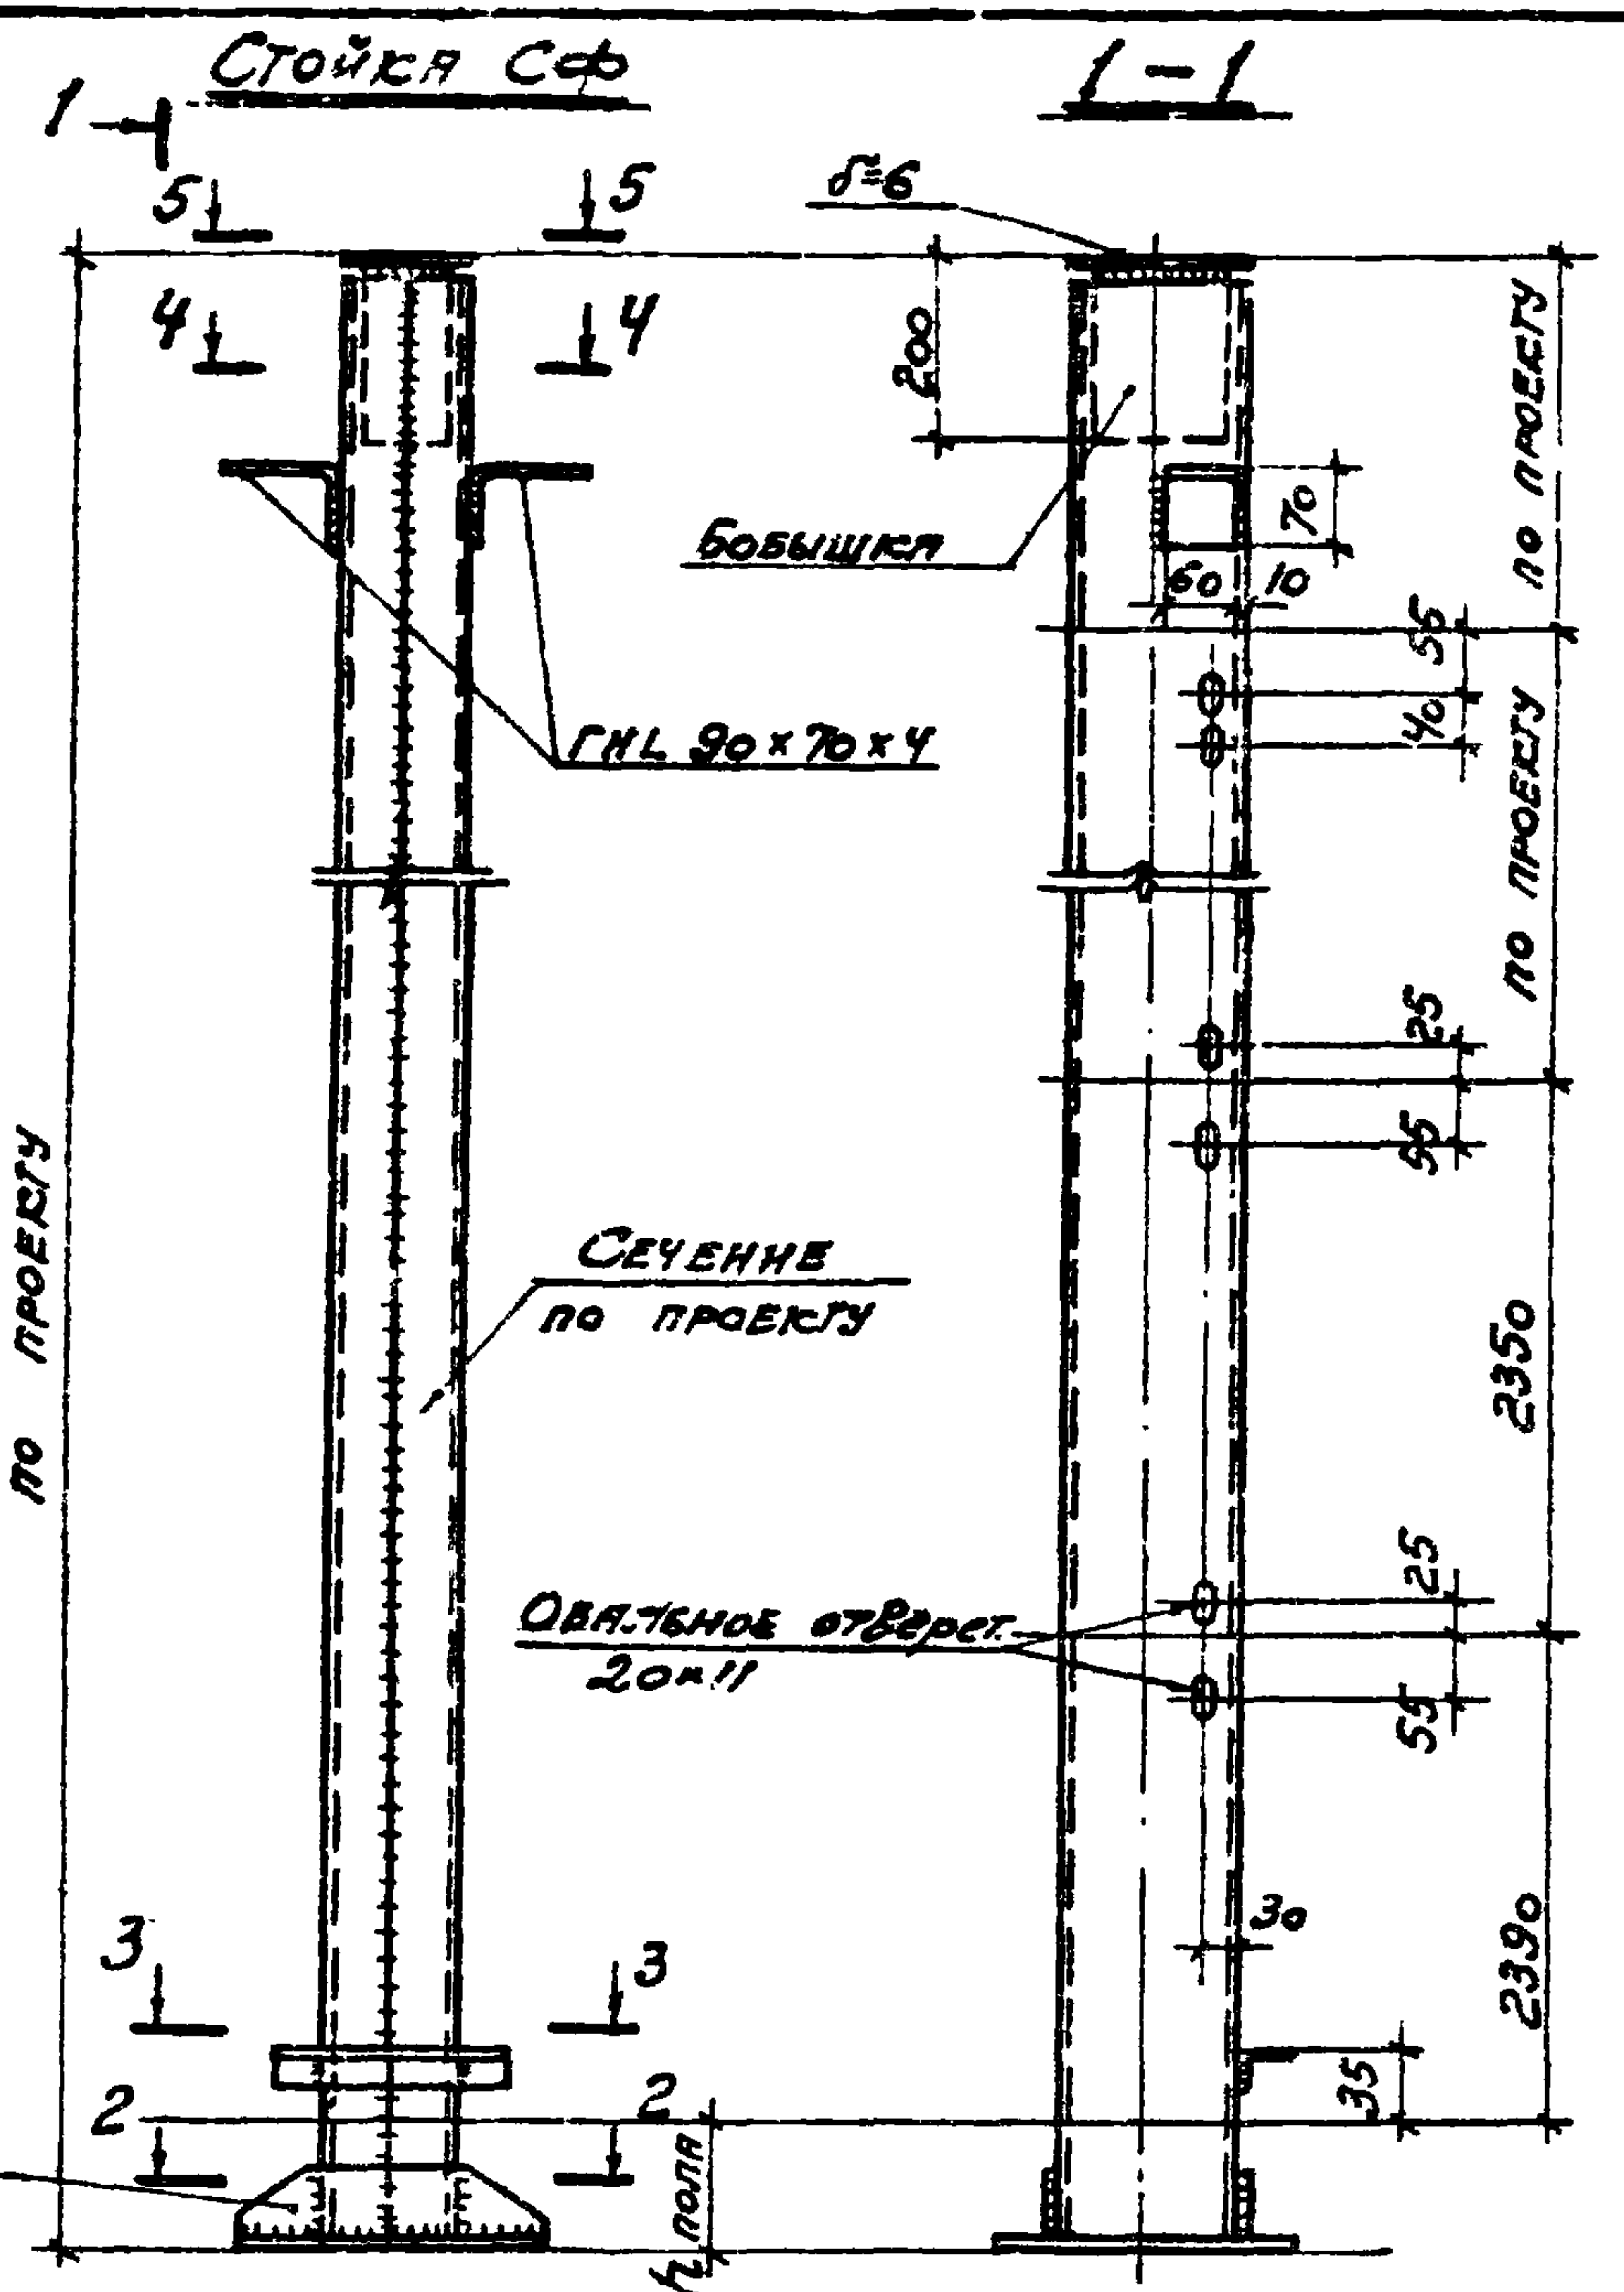 Стойка Сф
1-1
1
5
5
δ=6
4
4
200
по проекту
Бобышка
70
60
10
55
ГНL 90×70×4
40
по проекту
25
55
по проекту
Сечение
по проекту
2350
25
Овальное отверст.
20×11
55
30
2390
3
3
35
2
2
h пола